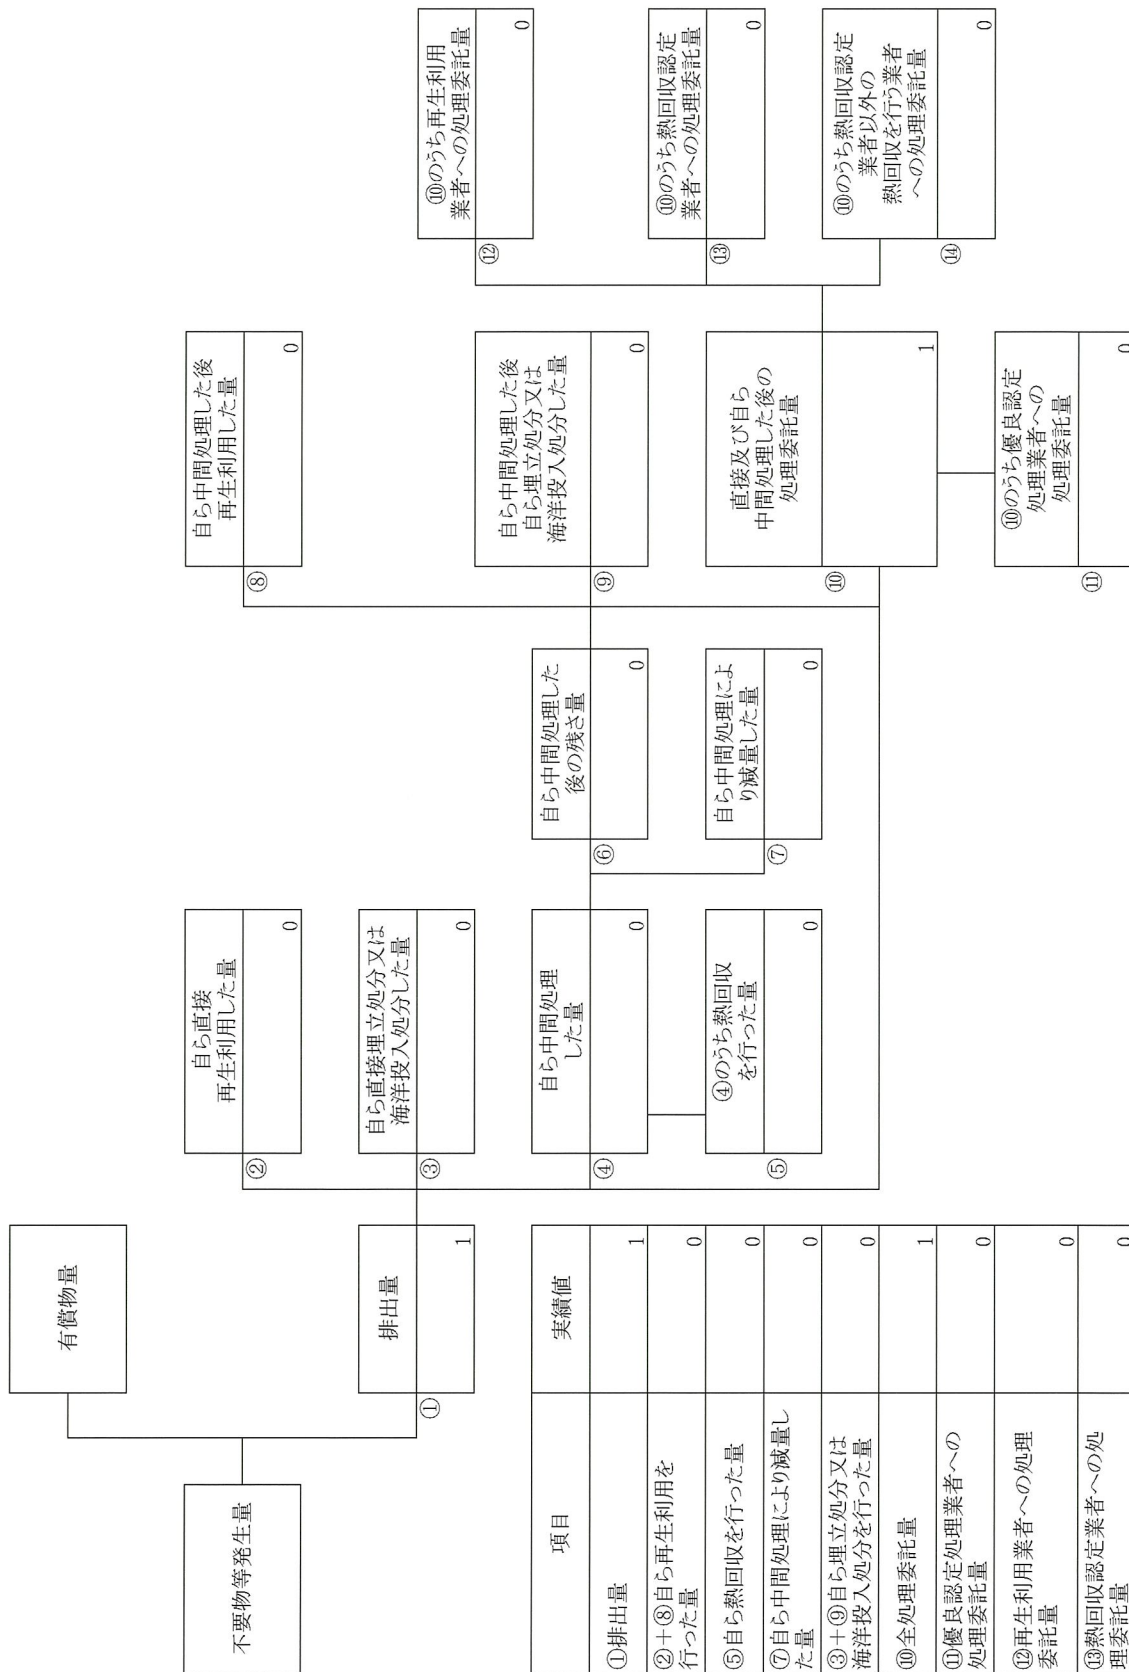 有償物量
不要物等発生量
排出量
①
1
自ら直接
再生利用した量
②
0
自ら直接埋立処分又は
海洋投入処分した量
③
0
自ら中間処理
した量
④
0
④のうち熱回収
を行った量
⑤
0
自ら中間処理した
後の残さ量
⑥
0
自ら中間処理によ
り減量した量
⑦
0
自ら中間処理した後
再生利用した量
⑧
0
自ら中間処理した後
自ら埋立処分又は
海洋投入処分した量
⑨
0
直接及び自ら
中間処理した後の
処理委託量
⑩
1
⑩のうち優良認定
処理業者への
処理委託量
⑪
0
⑩のうち再生利用
業者への処理委託量
⑫
0
⑩のうち熱回収認定
業者への処理委託量
⑬
0
⑩のうち熱回収認定
業者以外の
熱回収を行う業者
への処理委託量
⑭
0
項目 実績値
①排出量 1
②+⑧自ら再生利用を
行った量 0
⑤自ら熱回収を行った量 0
⑦自ら中間処理により減量し
た量 0
③+⑨自ら埋立処分又は
海洋投入処分を行った量 0
⑩全処理委託量 1
⑪優良認定処理業者への
処理委託量 0
⑫再生利用業者への処理
委託量 0
⑬熱回収認定業者への処
理委託量 0